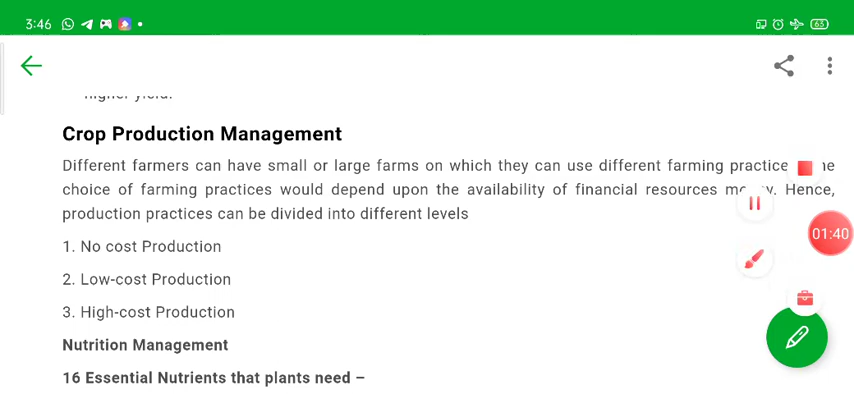 3:46
65
higher yield.
Crop Production Management
Different farmers can have small or large farms on which they can use different farming practice
choice of farming practices would depend upon the availability of financial resources Hence,
production practices can be divided into different levels
1. No cost Production
2. Low-cost Production
3. High-cost Production
01:40
Nutrition Management
16 Essential Nutrients that plants need –